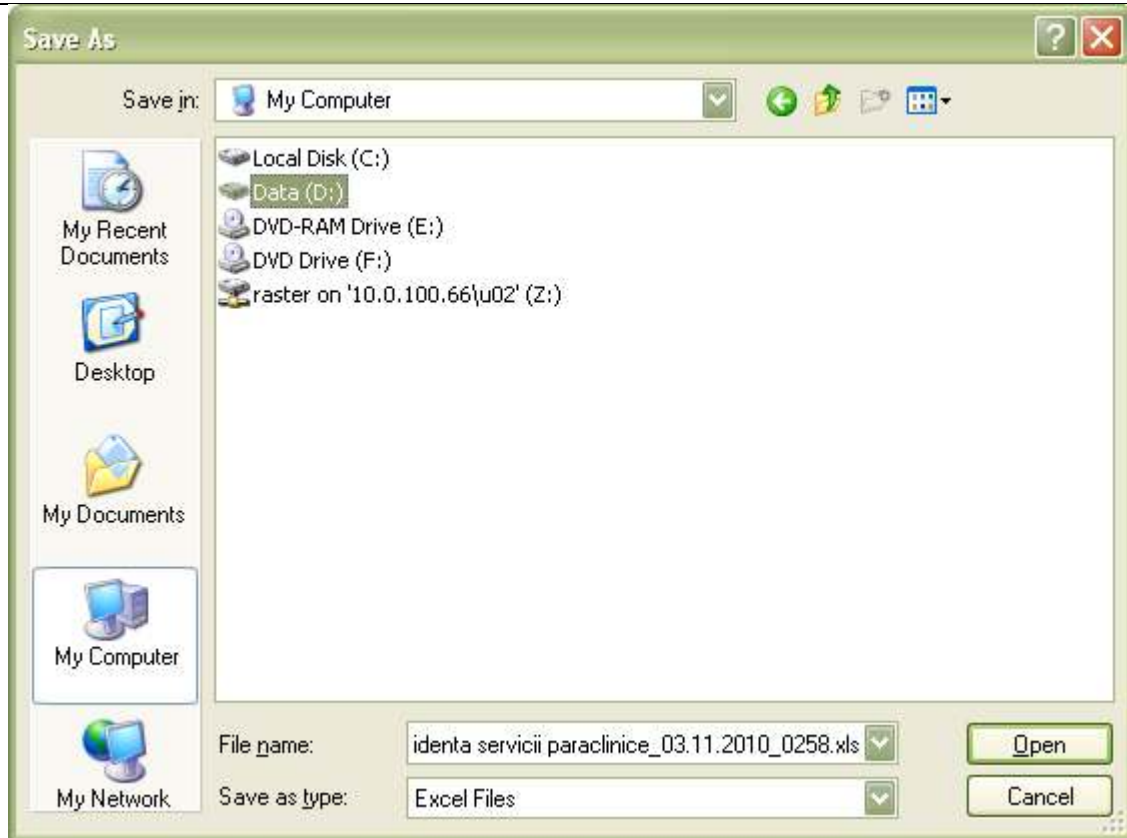 Save As
Save in:
My Computer
Local Disk (C:)
Data (D:)
DVD-RAM Drive (E:)
DVD Drive (F:)
raster on '10.0.100.66\u02' (Z:)
My Recent
Documents
Desktop
My Documents
My Computer
My Network
File name:
identa servicii paraclinice_03.11.2010_0258.xls
Open
Save as type:
Excel Files
Cancel